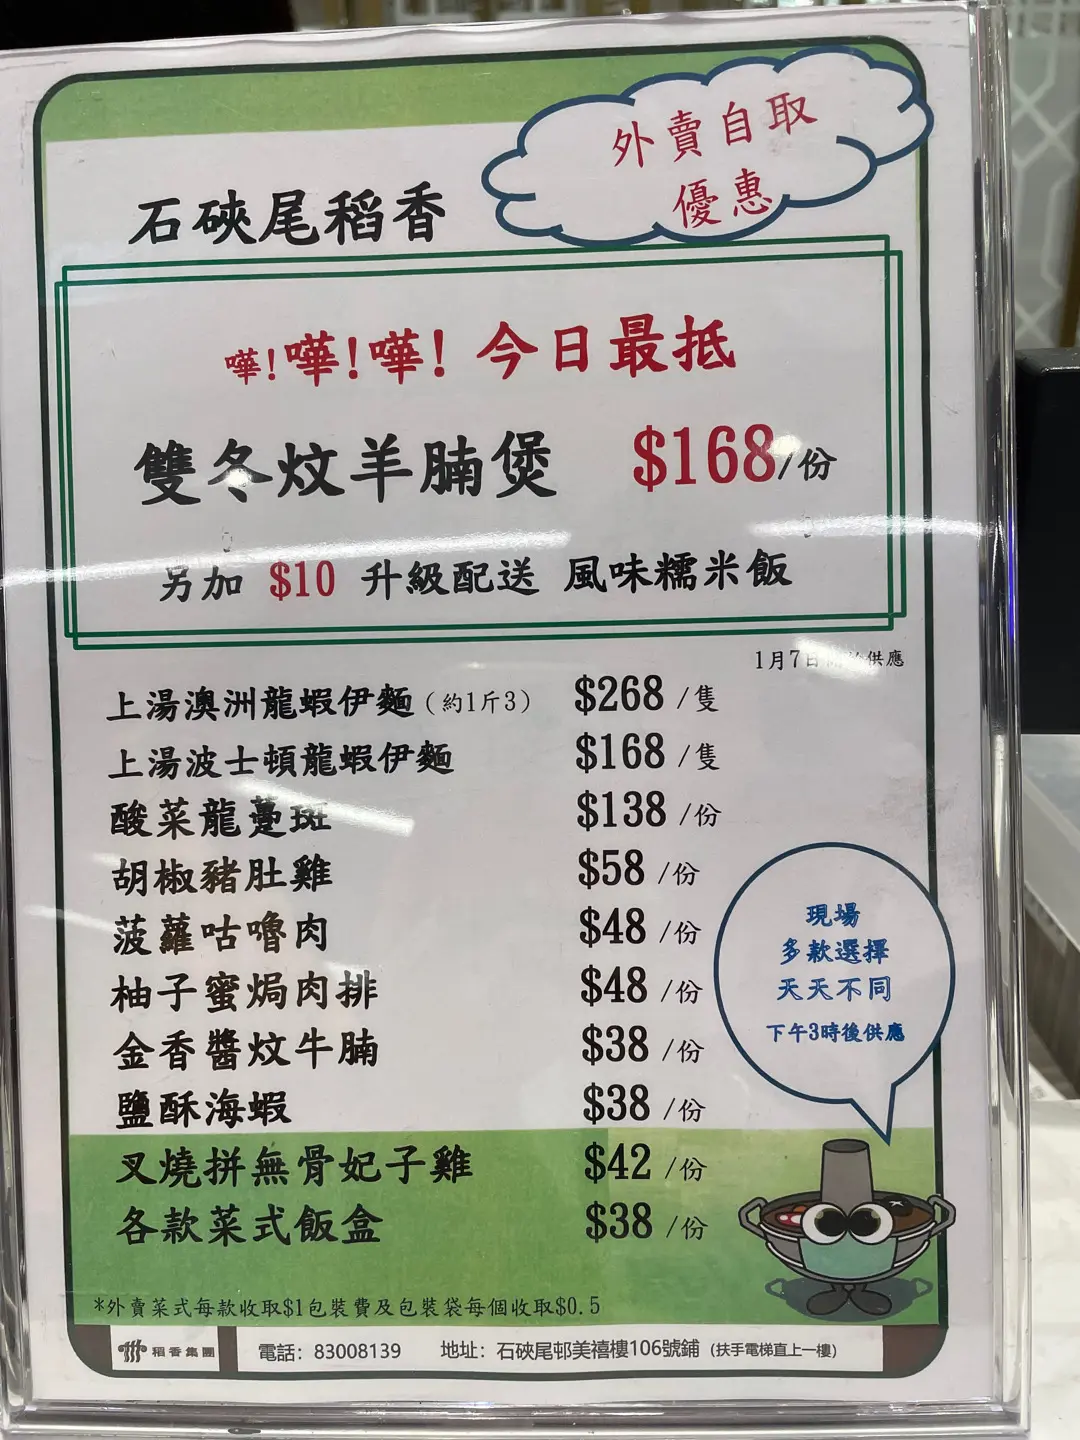 外賣自取
優惠
石硤尾稻香
嘩!嘩!嘩! 今日最抵
雙冬炆羊腩煲 $168/份
另加 $10 升級配送 風味糯米飯
1月7日 供應
上湯澳洲龍蝦伊麵(約1斤3) $268/隻
上湯波士頓龍蝦伊麵 $168/隻
酸菜龍躉斑 $138/份
胡椒豬肚雞 $58/份
菠蘿咕嚕肉 $48/份
柚子蜜焗肉排 $48/份
金香醬炆牛腩 $38/份
鹽酥海蝦 $38/份
叉燒拼無骨妃子雞 $42/份
各款菜式飯盒 $38/份
現場
多款選擇
天天不同
下午3時後供應
*外賣菜式每款收取$1包裝費及包裝袋每個收取$0.5
稻香集團 電話：83008139 地址：石硤尾邨美禧樓106號鋪（扶手電梯直上一樓）